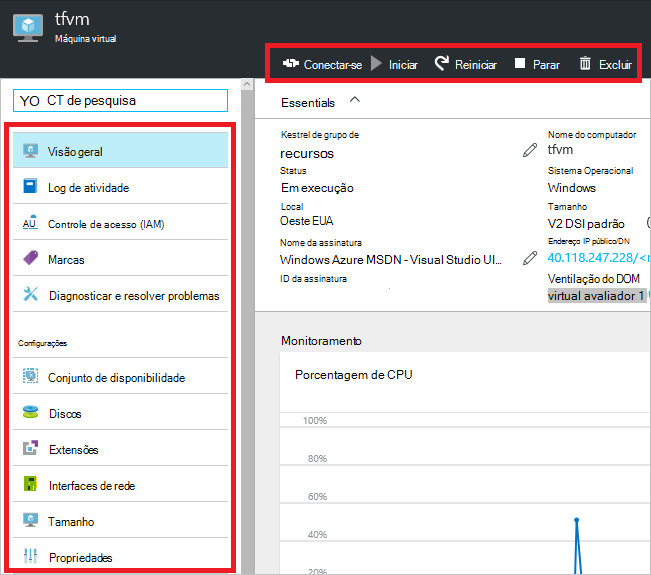 tfvm
Máquina virtual
Conectar-se Iniciar Reiniciar Parar Excluir
YO CT de pesquisa
Visão geral
Log de atividade
AU Controle de acesso (IAM)
Marcas
Diagnosticar e resolver problemas
Configurações
Conjunto de disponibilidade
Discos
Extensões
Interfaces de rede
Tamanho
Propriedades
Essentials
Kestrel de grupo de
recursos
Status
Em execução
Local
Oeste EUA
Nome da assinatura
Windows Azure MSDN - Visual Studio UI...
ID da assinatura
Nome do computador
tfvm
Sistema Operacional
Windows
Tamanho
V2 DSI padrão
Endereço IP público/DN
40.118.247.228/<
Ventilação do DOM
virtual avaliador 1
Monitoramento
Porcentagem de CPU
100%
80%
60%
40%
20%